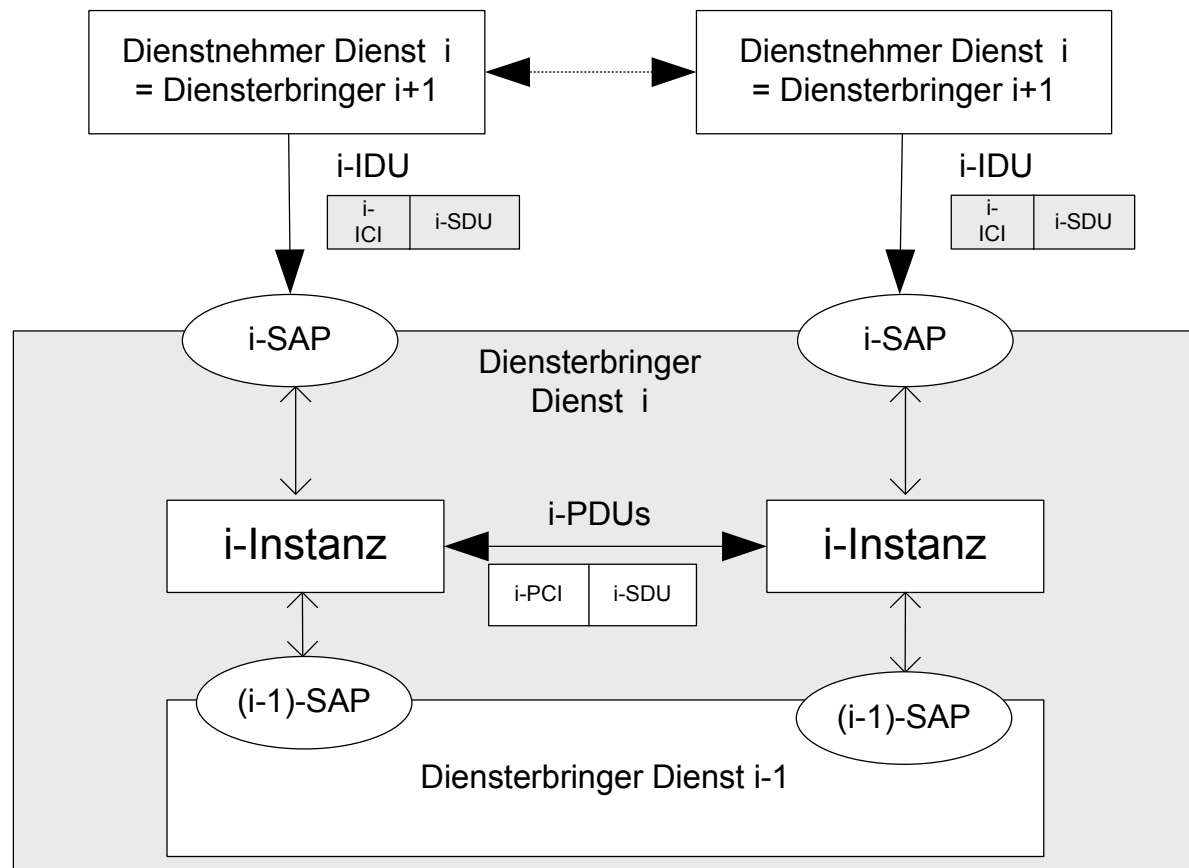 Dienstnehmer Dienst i
= Diensterbringer i+1
Dienstnehmer Dienst i
= Diensterbringer i+1
i-IDU
i-
ICI
i-SDU
i-IDU
i-
ICI
i-SDU
i-SAP
i-SAP
Diensterbringer
Dienst i
i-Instanz
i-PDUs
i-PCI
i-SDU
i-Instanz
(i-1)-SAP
(i-1)-SAP
Diensterbringer Dienst i-1